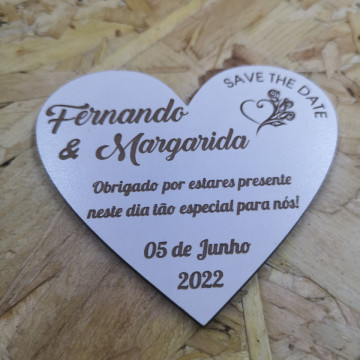 Fernando
& Margarida
SAVE THE DATE
Obrigado por estares presente
neste dia tão especial para nós!
05 de Junho
2022